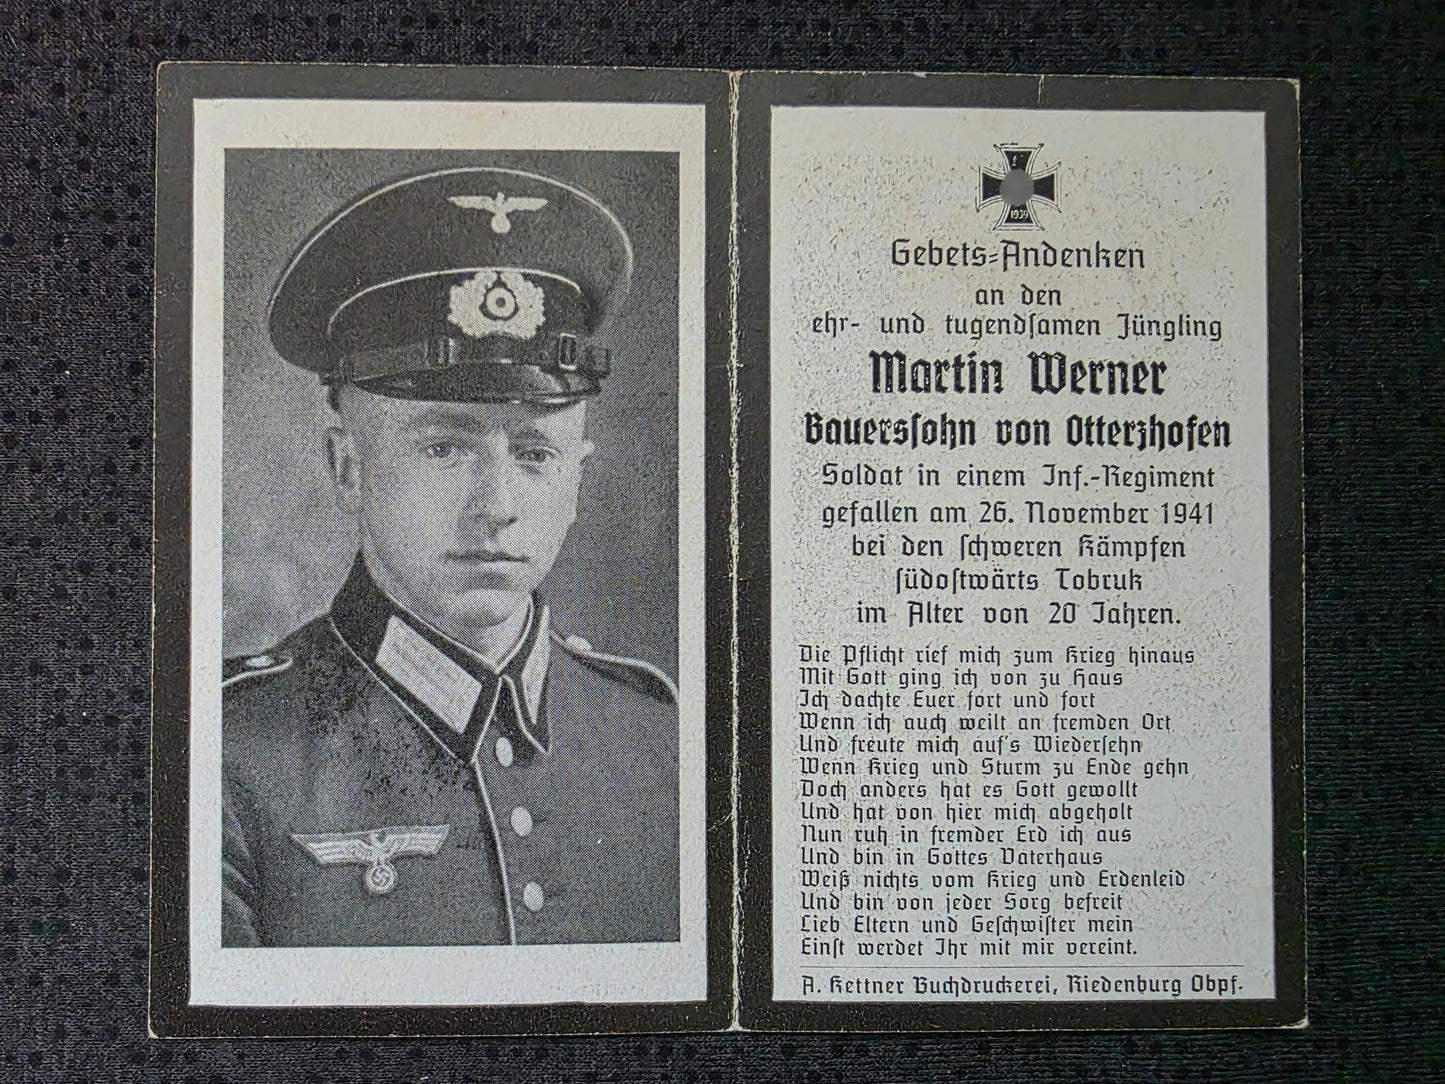 1939
Gebets-Andenken
an den
ehr- und tugendsamen Jüngling
Martin Werner
Bauerssohn von Otterzhofen
Soldat in einem Inf.-Regiment
gefallen am 26. November 1941
bei den schweren Kämpfen
südostwärts Tobruk
im Alter von 20 Jahren.
Die Pflicht rief mich zum Krieg hinaus
Mit Gott ging ich von zu Haus
Ich dachte Euer fort und fort
Wenn ich auch weilt an fremden Ort
Und freute mich auf's Wiedersehn
Wenn Krieg und Sturm zu Ende gehn
Doch anders hat es Gott gewollt
Und hat von hier mich abgeholt
Nun ruh in fremder Erd ich aus
Und bin in Gottes Vaterhaus
Weiß nichts vom Krieg und Erdenleid
Und bin von jeder Sorg befreit
Lieb Eltern und Geschwister mein
Einst werdet Ihr mit mir vereint.
A. Kettner Buchdruckerei, Riedenburg Obpf.